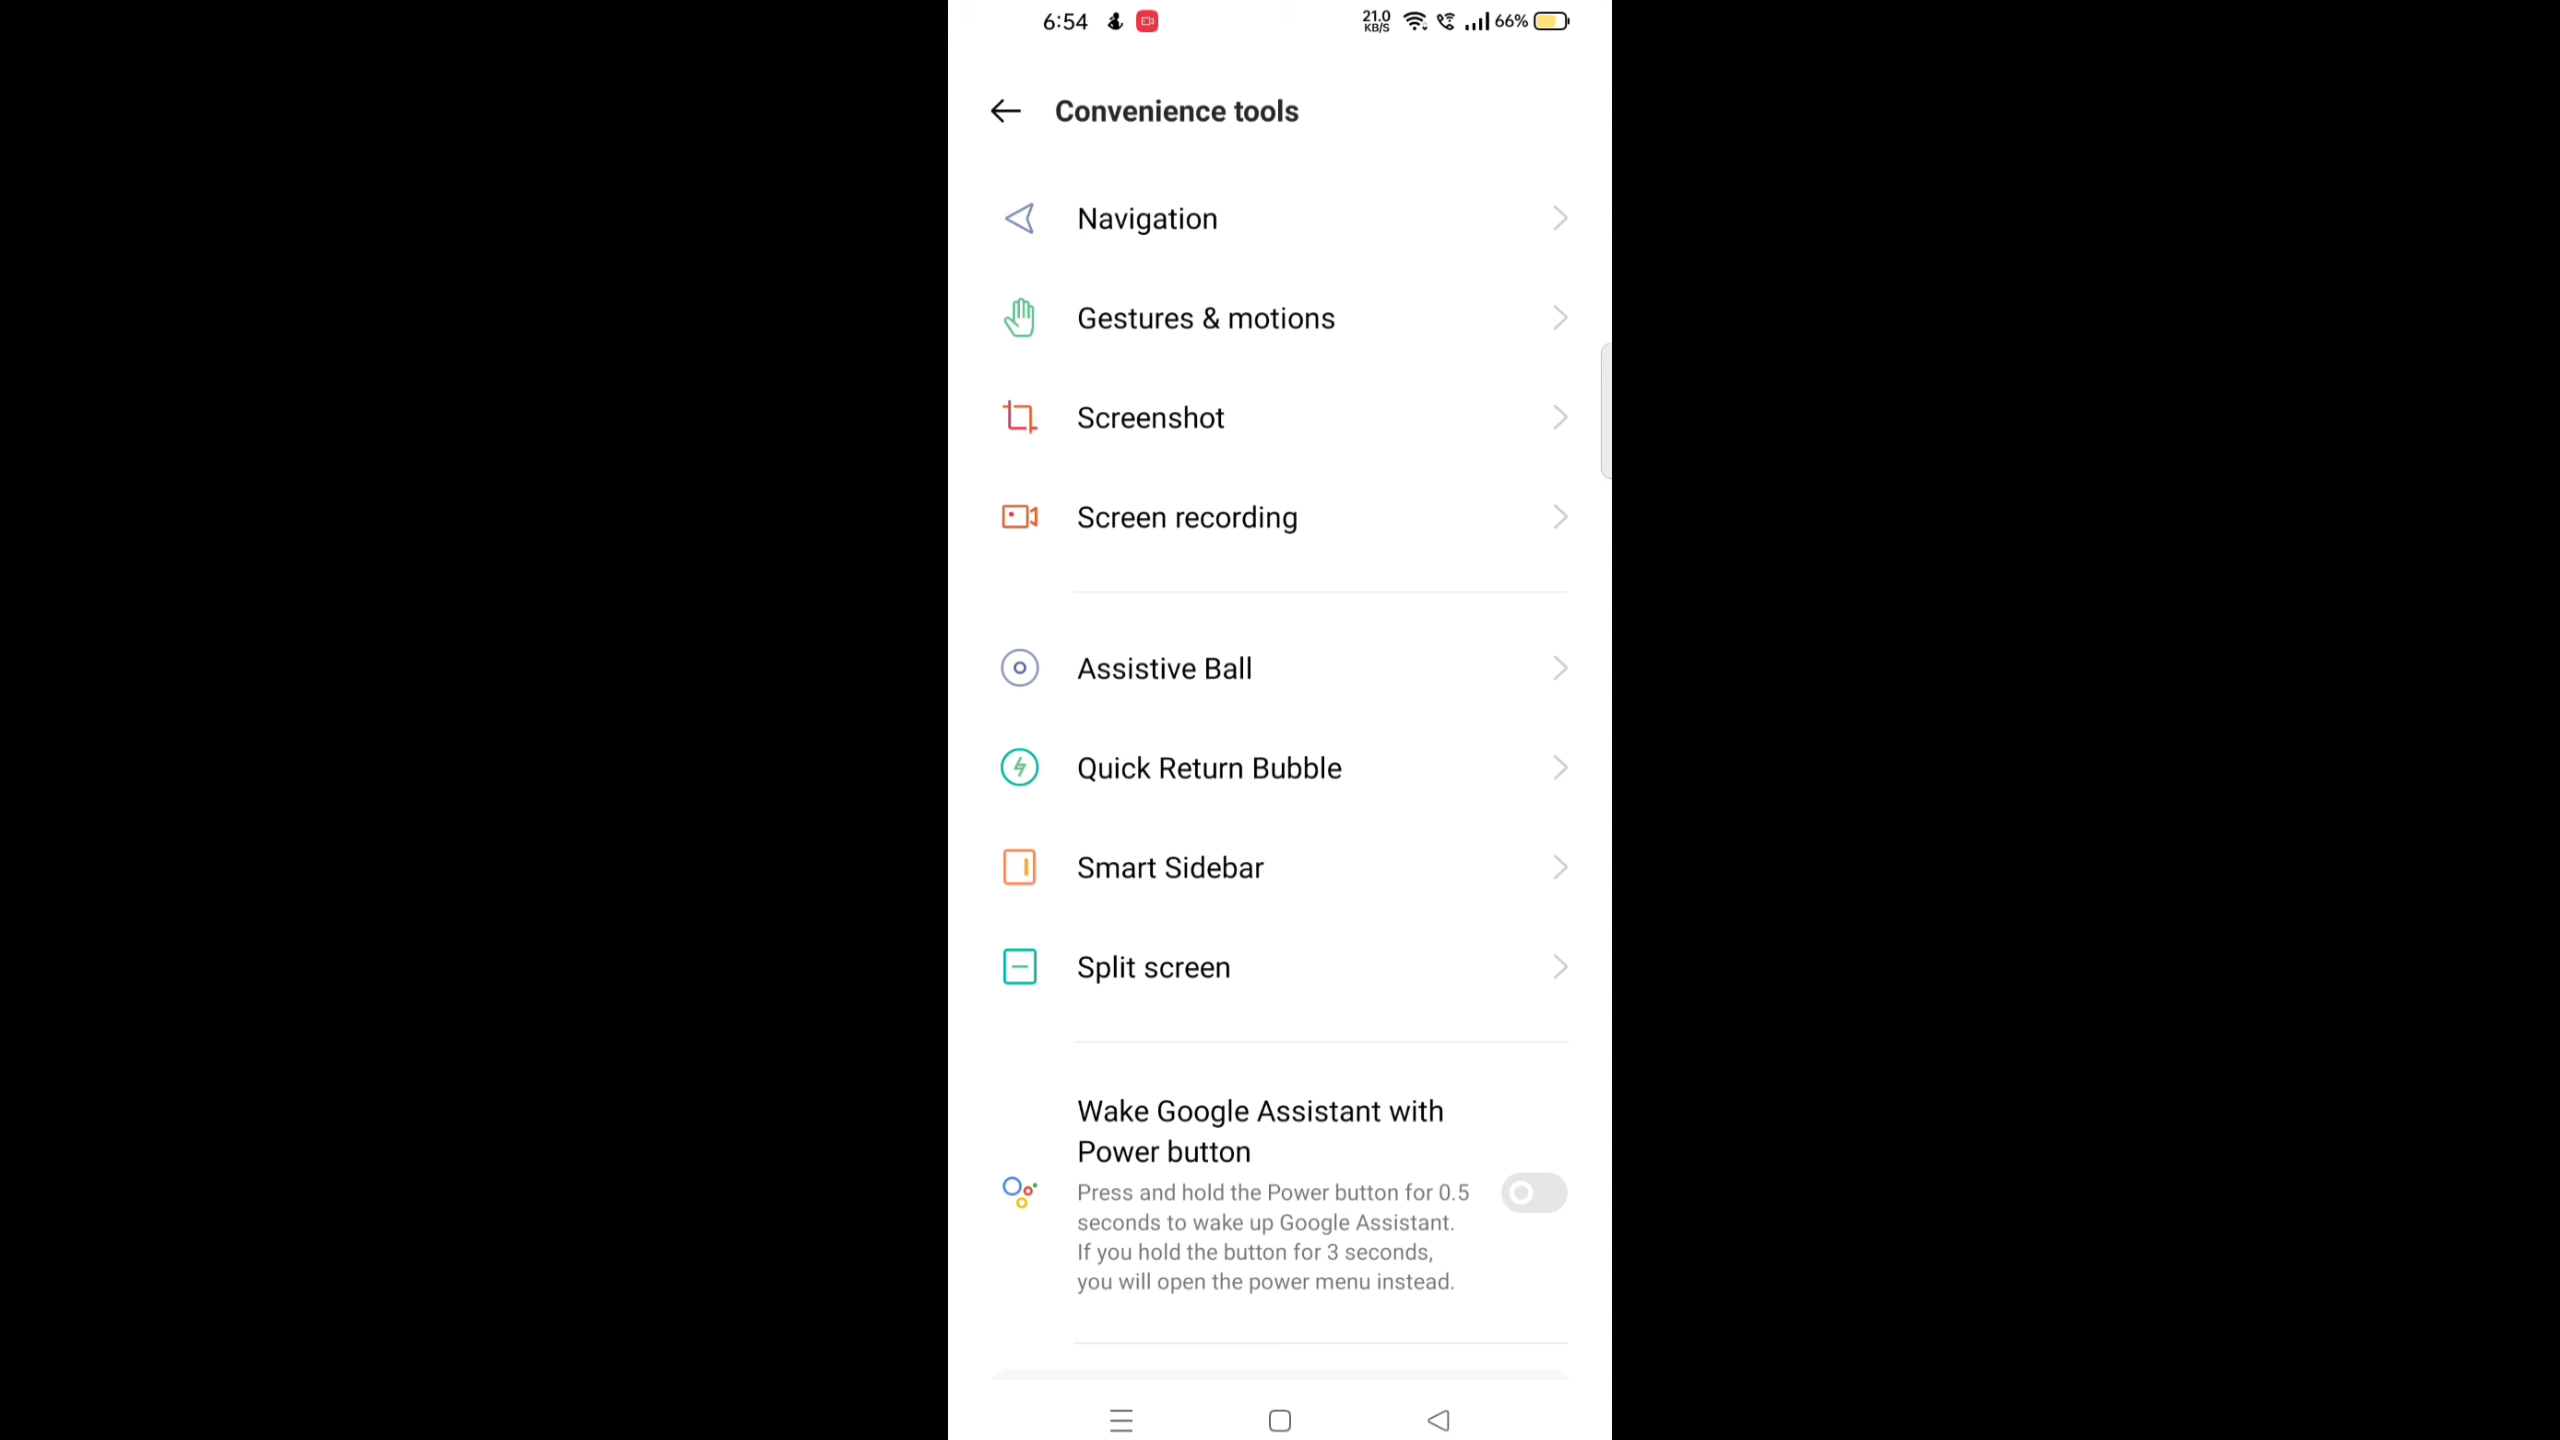 6:54
21.0
KB/S
66%
Convenience tools
Navigation
Gestures & motions
Screenshot
Screen recording
Assistive Ball
Quick Return Bubble
Smart Sidebar
Split screen
Wake Google Assistant with
Power button
Press and hold the Power button for 0.5
seconds to wake up Google Assistant.
If you hold the button for 3 seconds,
you will open the power menu instead.